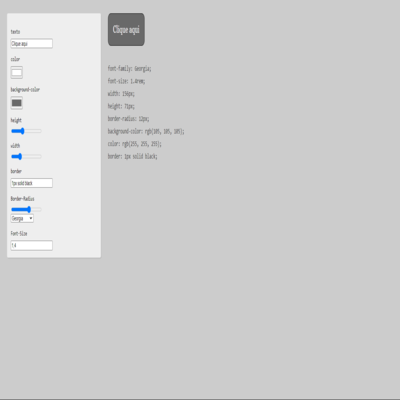 texto
Clique aqui
color
background-color
height
width
border
1px solid black
Border-Radius
Georgia
Font-Size
1.4
Clique aqui
font-family: Georgia;
font-size: 1.4rem;
height: 71px;
border-radius: 12px;
background-color: rgb(105, 105, 105);
color: rgb(255, 255, 255);
border: 1px solid black;